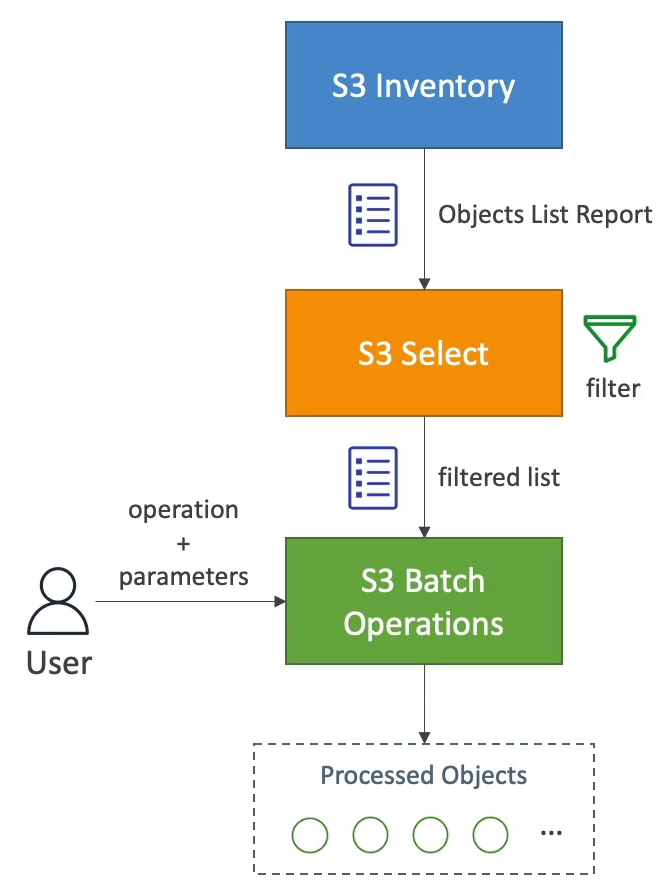 S3 Inventory
Objects List Report
S3 Select
filter
filtered list
operation
+
parameters
User
S3 Batch
Operations
Processed Objects
...